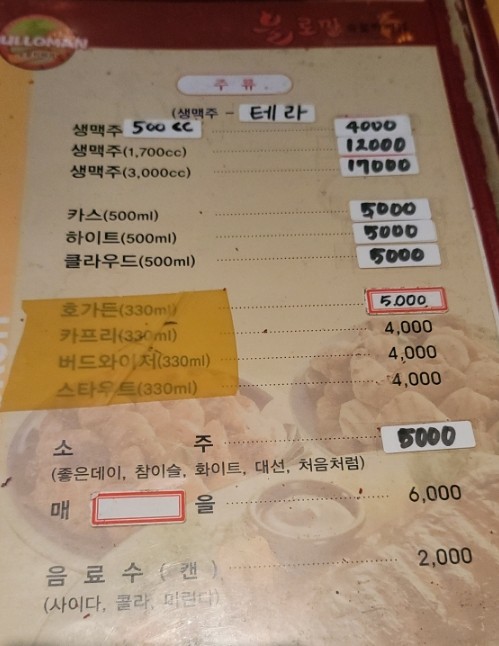 ULLOMAN
불로만
주 류
(생맥주 - 테라
생맥주 500cc 4000
생맥주(1,700cc) 12000
생맥주(3,000cc) 17000
카스(500ml) 5000
하이트(500ml) 5000
클라우드(500ml) 5000
호가든(330ml) 5.000
카프리(330ml) 4,000
버드와이저(330ml) 4,000
스타우트(330ml) 4,000
소 주 5000
(좋은데이, 참이슬, 화이트, 대선, 처음처럼)
매 을 6,000
음 료 수 ( 캔 ) 2,000
(사이다, 콜라, 미린다)